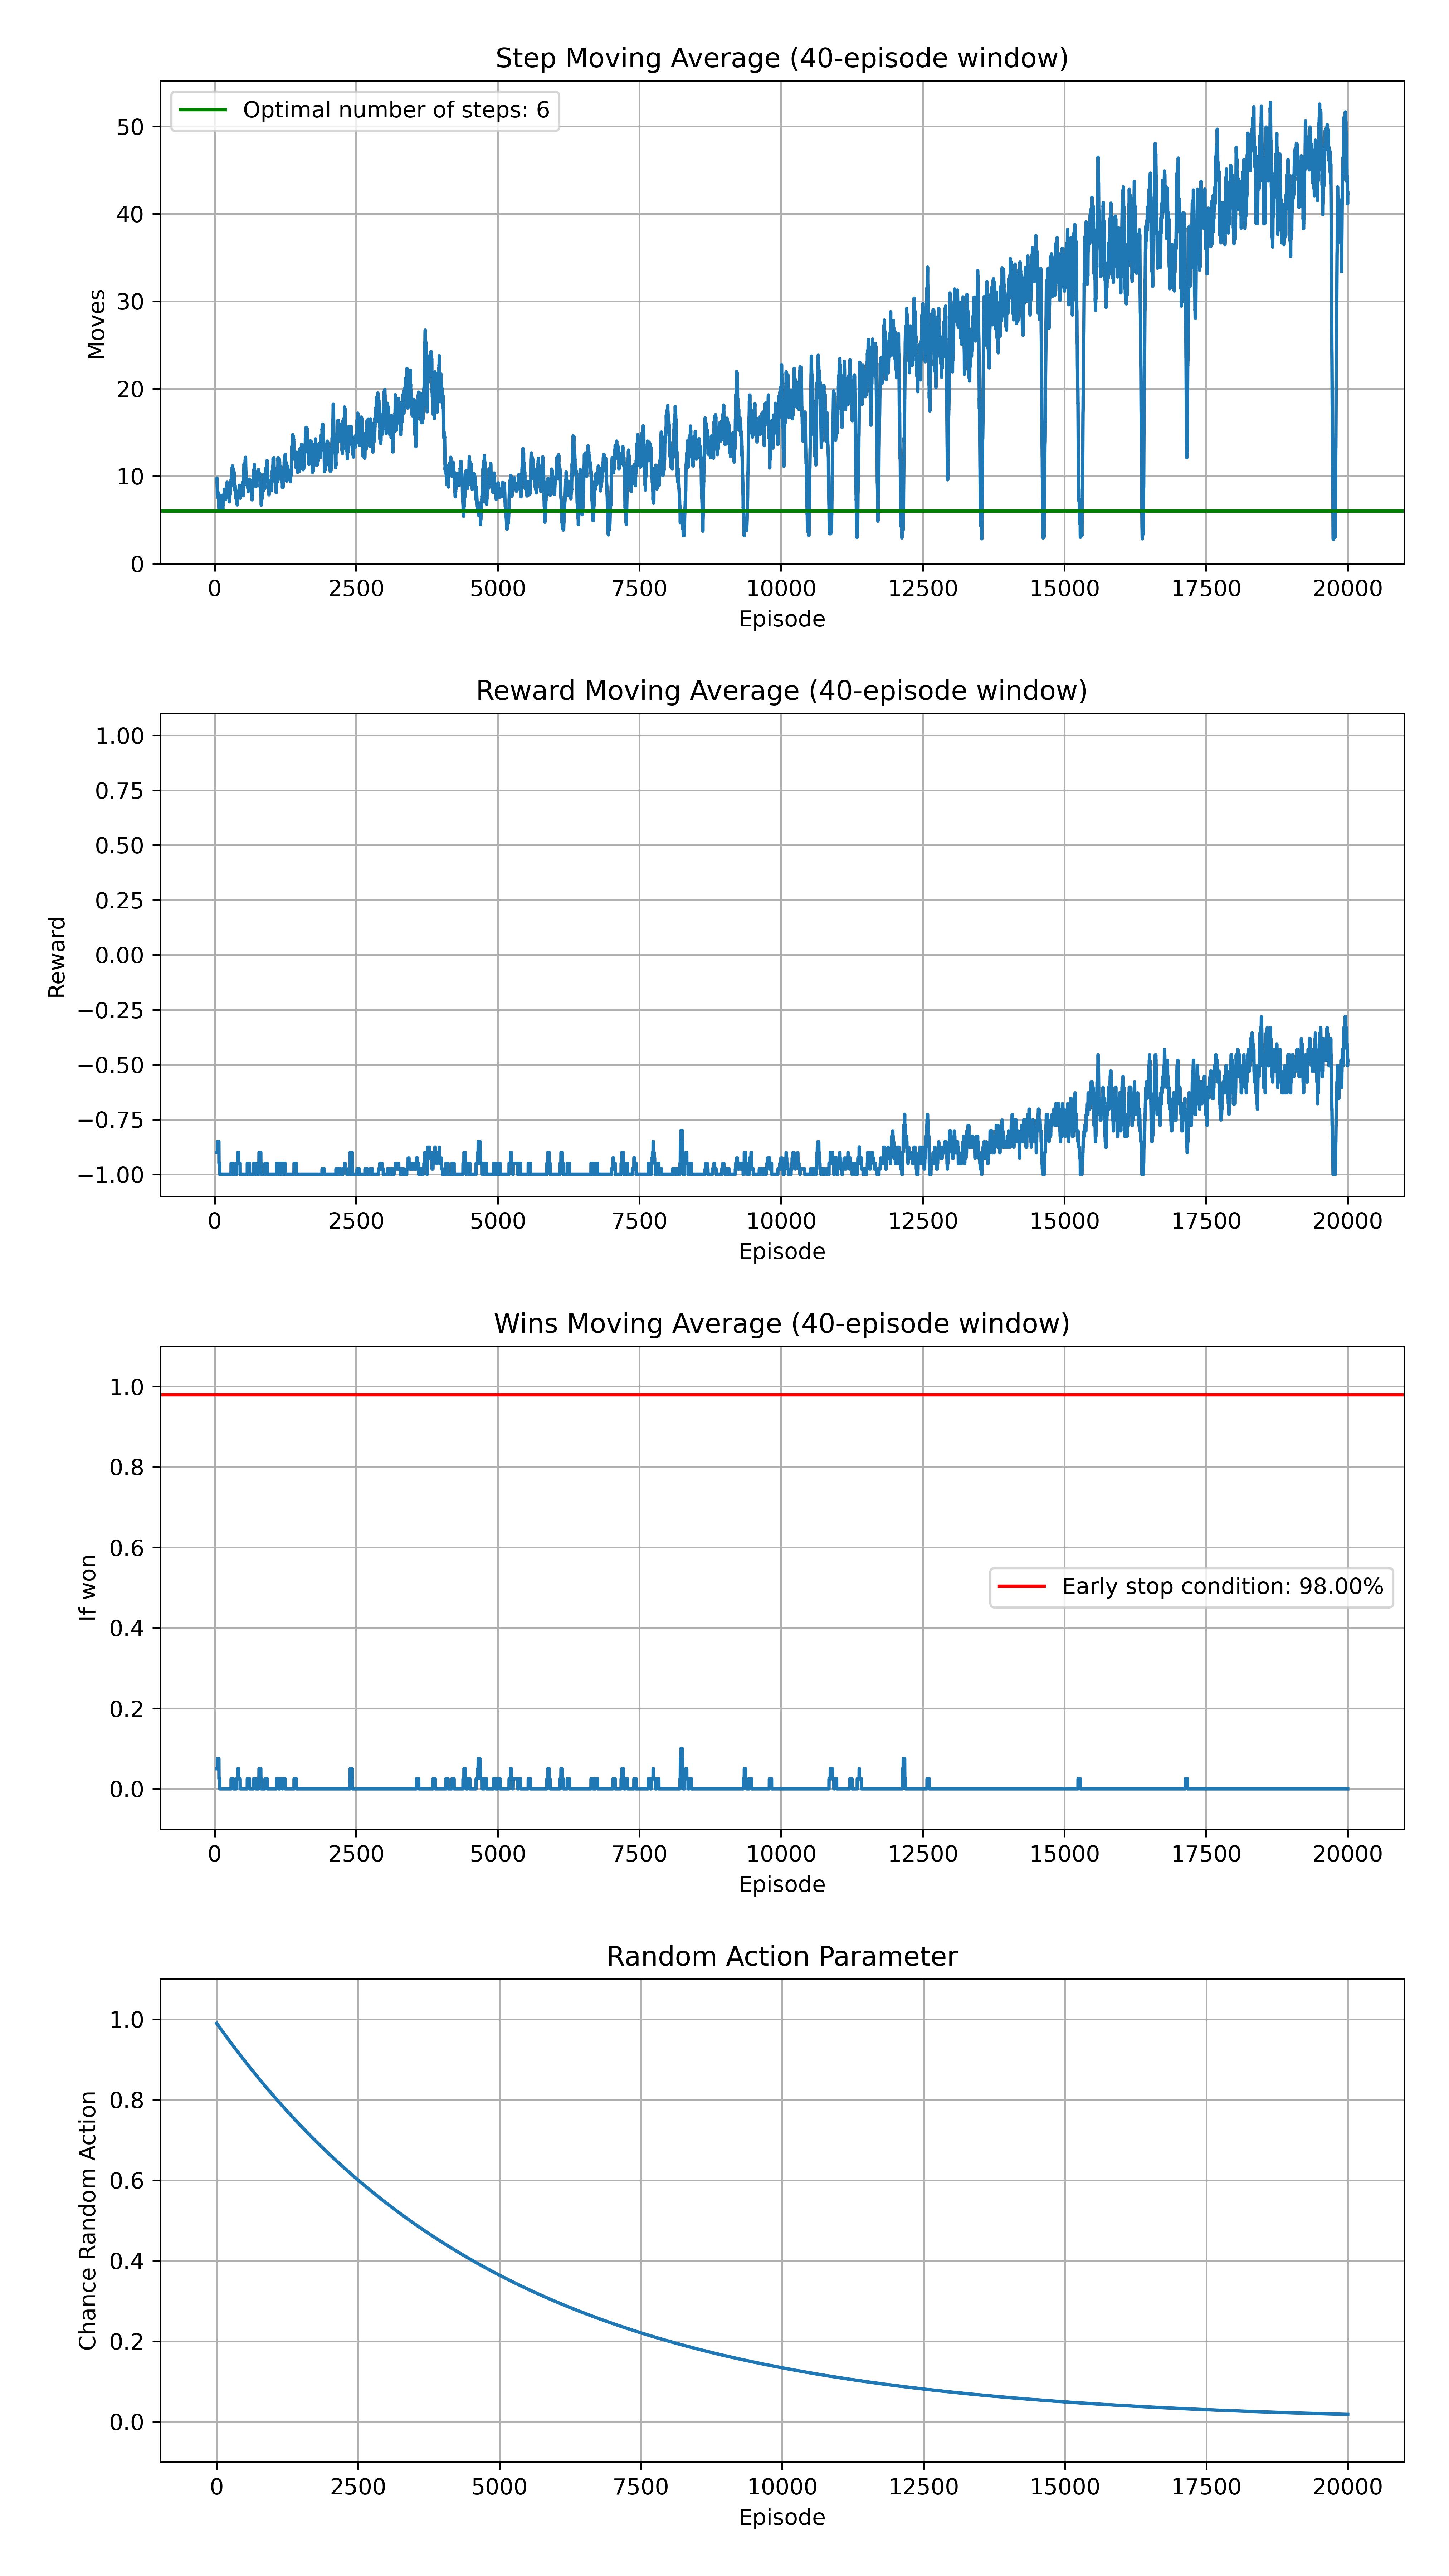 Step Moving Average (40-episode window)
Optimal number of steps: 6
50
40
30
20
10
0
Moves
0 2500 5000 7500 10000 12500 15000 17500 20000
Episode
Reward Moving Average (40-episode window)
1.00
0.75
0.50
0.25
0.00
−0.25
−0.50
−0.75
−1.00
Reward
0 2500 5000 7500 10000 12500 15000 17500 20000
Episode
Wins Moving Average (40-episode window)
1.0
0.8
0.6
0.4
0.2
0.0
If won
Early stop condition: 98.00%
0 2500 5000 7500 10000 12500 15000 17500 20000
Episode
Random Action Parameter
1.0
0.8
0.6
0.4
0.2
0.0
Chance Random Action
0 2500 5000 7500 10000 12500 15000 17500 20000
Episode